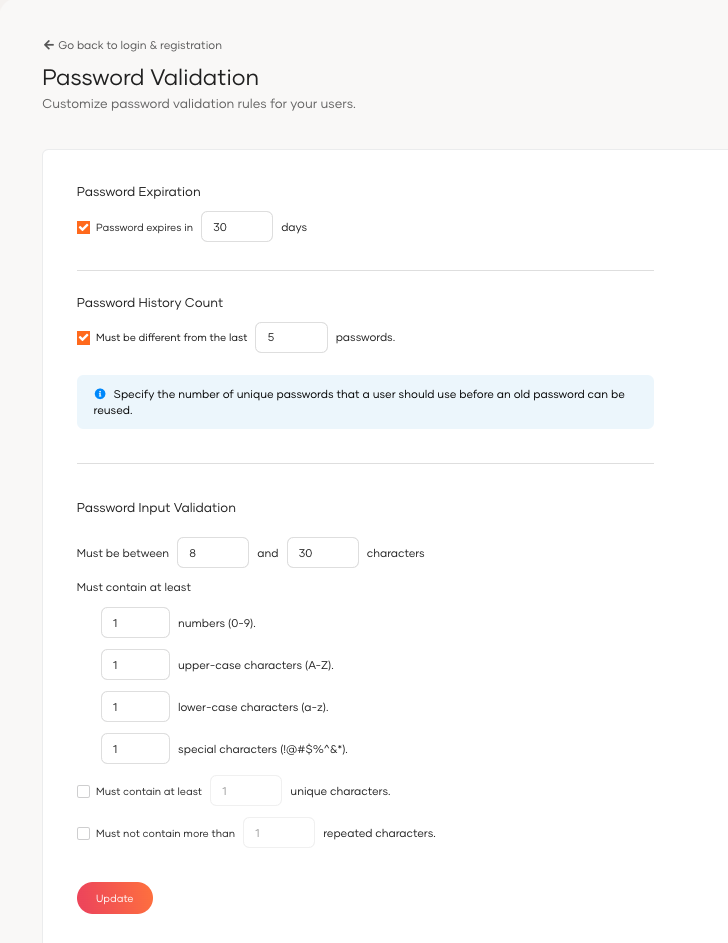 Go back to login & registration
Password Validation
Customize password validation rules for your users.
Password Expiration
Password expires in 30 days
Password History Count
Must be different from the last 5 passwords.
Specify the number of unique passwords that a user should use before an old password can be
reused.
Password Input Validation
Must be between 8 and 30 characters
Must contain at least
1 numbers (0-9).
1 upper-case characters (A-Z).
1 lower-case characters (a-z).
1 special characters (!@#$%^&*).
Must contain at least 1 unique characters.
Must not contain more than 1 repeated characters.
Update